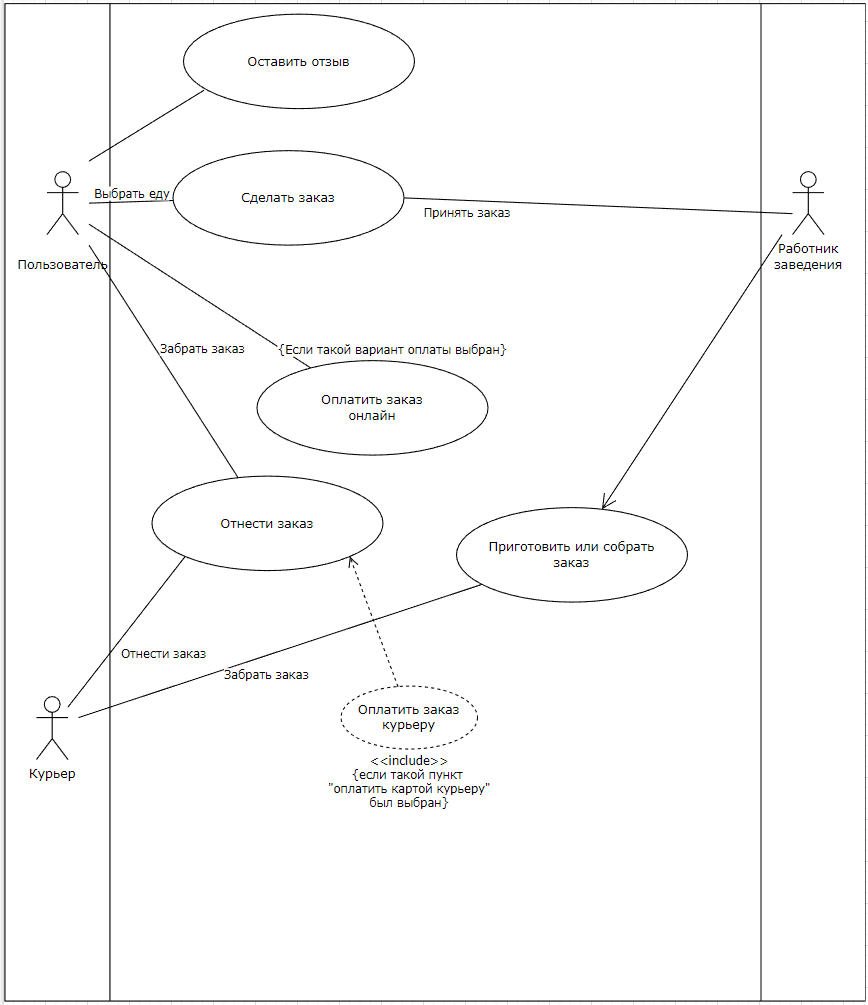 Оставить отзыв
Выбрать еду
Сделать заказ
Принять заказ
Пользователь
Работник
заведения
Забрать заказ
{Если такой вариант оплаты выбран}
Оплатить заказ
онлайн
Отнести заказ
Приготовить или собрать
заказ
Отнести заказ
Забрать заказ
Оплатить заказ
курьеру
Курьер
<<include>>
{если такой пункт
"оплатить картой курьеру"
был выбран}